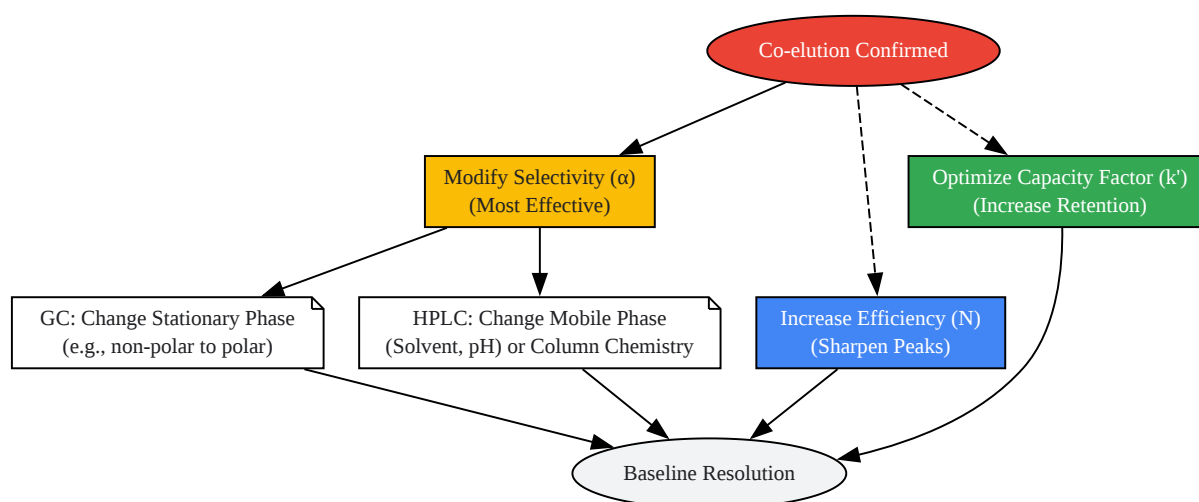 Co-elution Confirmed
Modify Selectivity (α)
(Most Effective)
Optimize Capacity Factor (k')
(Increase Retention)
GC: Change Stationary Phase
(e.g., non-polar to polar)
HPLC: Change Mobile Phase
(Solvent, pH) or Column Chemistry
Increase Efficiency (N)
(Sharpen Peaks)
Baseline Resolution